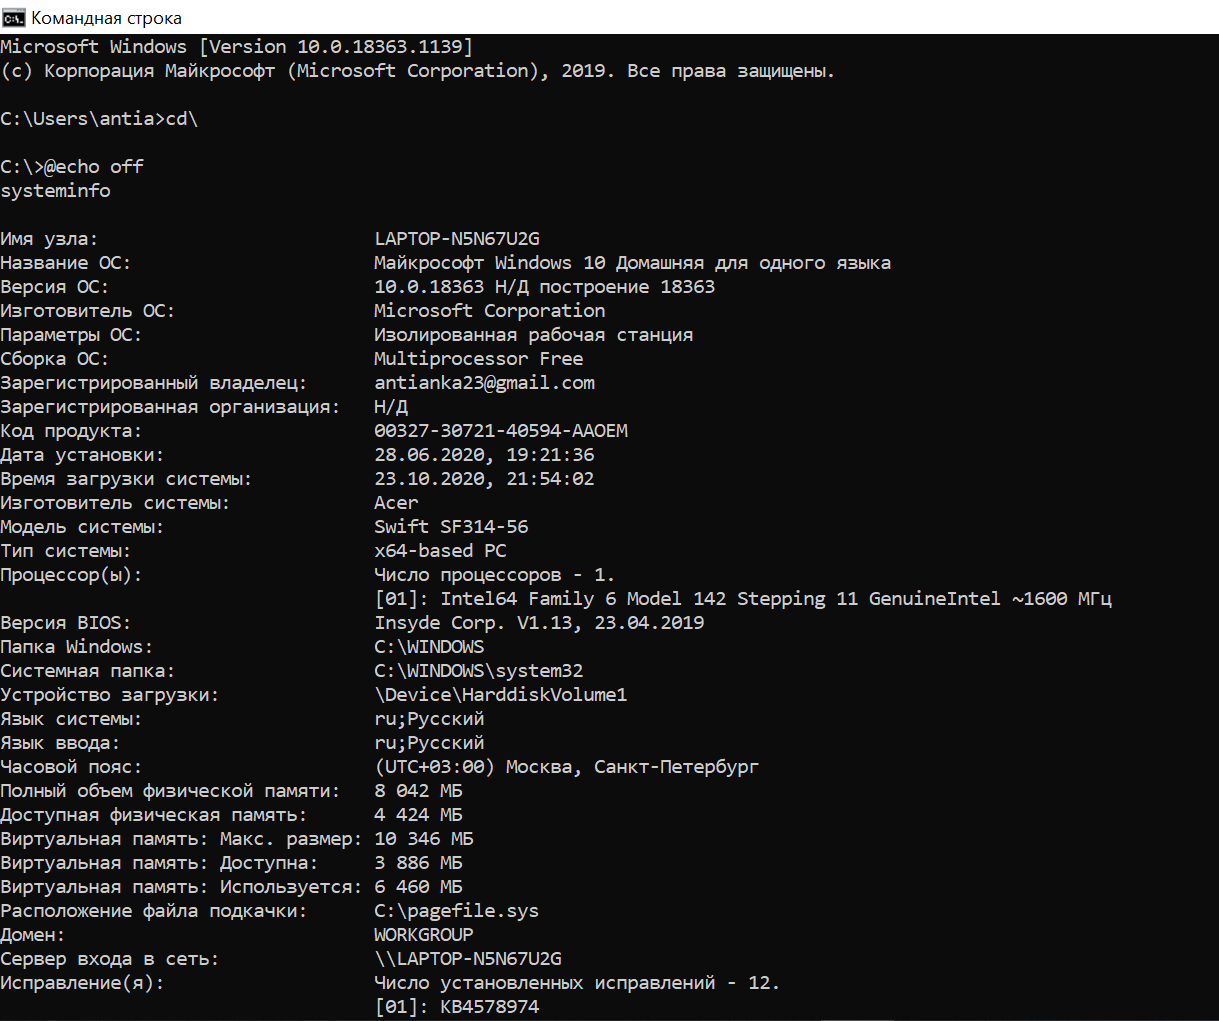 Командная строка
Microsoft Windows [Version 10.0.18363.1139]
(c) Корпорация Майкрософт (Microsoft Corporation), 2019. Все права защищены.
C:\Users\antia>cd\
C:\>@echo off
systeminfo
Имя узла: LAPTOP-N5N67U2G
Название ОС: Майкрософт Windows 10 Домашняя для одного языка
Версия ОС: 10.0.18363 Н/Д построение 18363
Изготовитель ОС: Microsoft Corporation
Параметры ОС: Изолированная рабочая станция
Сборка ОС: Multiprocessor Free
Зарегистрированный владелец: antianka23@gmail.com
Зарегистрированная организация: Н/Д
Код продукта: 00327-30721-40594-AAOEM
Дата установки: 28.06.2020, 19:21:36
Время загрузки системы: 23.10.2020, 21:54:02
Изготовитель системы: Acer
Модель системы: Swift SF314-56
Тип системы: x64-based PC
Процессор(ы): Число процессоров - 1.
[01]: Intel64 Family 6 Model 142 Stepping 11 GenuineIntel ~1600 МГц
Версия BIOS: Insyde Corp. V1.13, 23.04.2019
Папка Windows: C:\WINDOWS
Системная папка: C:\WINDOWS\system32
Устройство загрузки: \Device\HarddiskVolume1
Язык системы: ru;Русский
Язык ввода: ru;Русский
Часовой пояс: (UTC+03:00) Москва, Санкт-Петербург
Полный объем физической памяти: 8 042 МБ
Доступная физическая память: 4 424 МБ
Виртуальная память: Макс. размер: 10 346 МБ
Виртуальная память: Доступна: 3 886 МБ
Виртуальная память: Используется: 6 460 МБ
Расположение файла подкачки: C:\pagefile.sys
Домен: WORKGROUP
Сервер входа в сеть: \\LAPTOP-N5N67U2G
Исправление(я): Число установленных исправлений - 12.
[01]: KB4578974